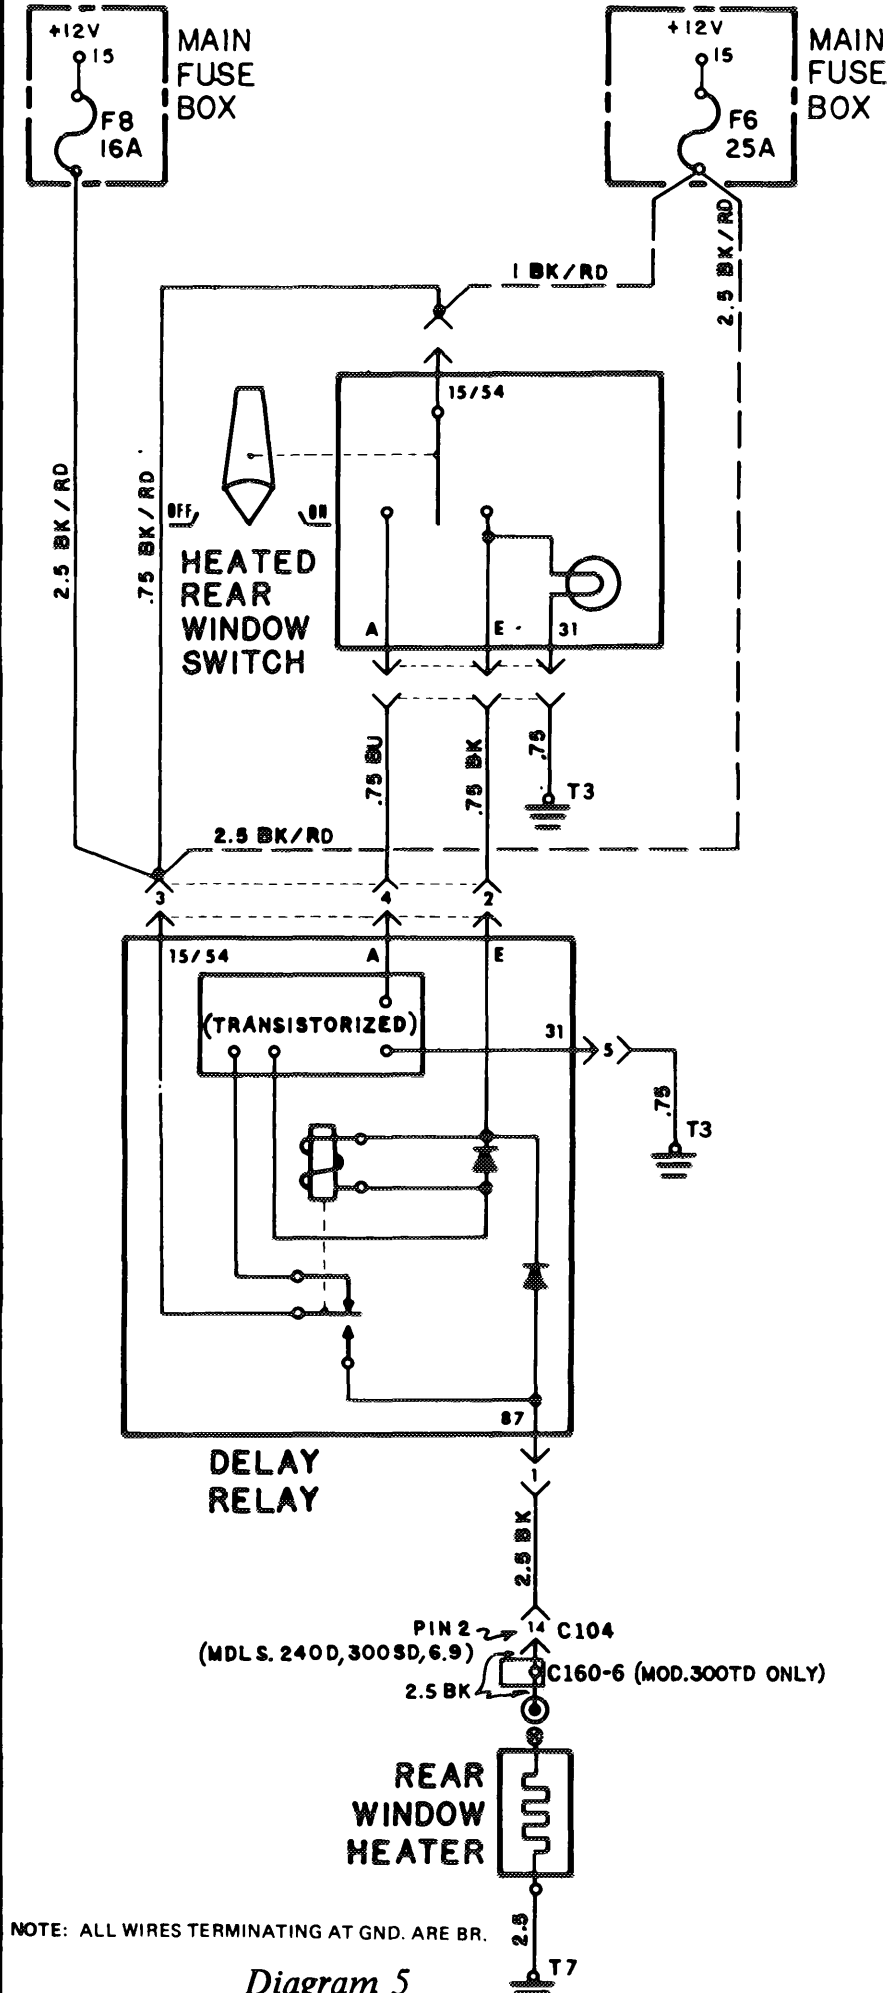 +12V
15
F8
16A
MAIN
FUSE
BOX
+12V
15
F6
25A
MAIN
FUSE
BOX
1 BK/RD
2.5 BK/RD
15/54
2.5 BK/RD
.75 BK/RD
OFF
ON
HEATED
REAR
WINDOW
SWITCH
A
E
31
.75 BU
.75 BK
.75
T3
2.5 BK/RD
3
4
2
15/54
A
E
(TRANSISTORIZED)
31
5
.75
T3
87
DELAY
RELAY
1
2.5 BK
PIN 2
14
C104
(MDLS. 240D, 300SD, 6.9)
C160-6 (MOD.300TD ONLY)
2.5 BK
REAR
WINDOW
HEATER
NOTE: ALL WIRES TERMINATING AT GND. ARE BR.
2.5
T7
Diagram 5